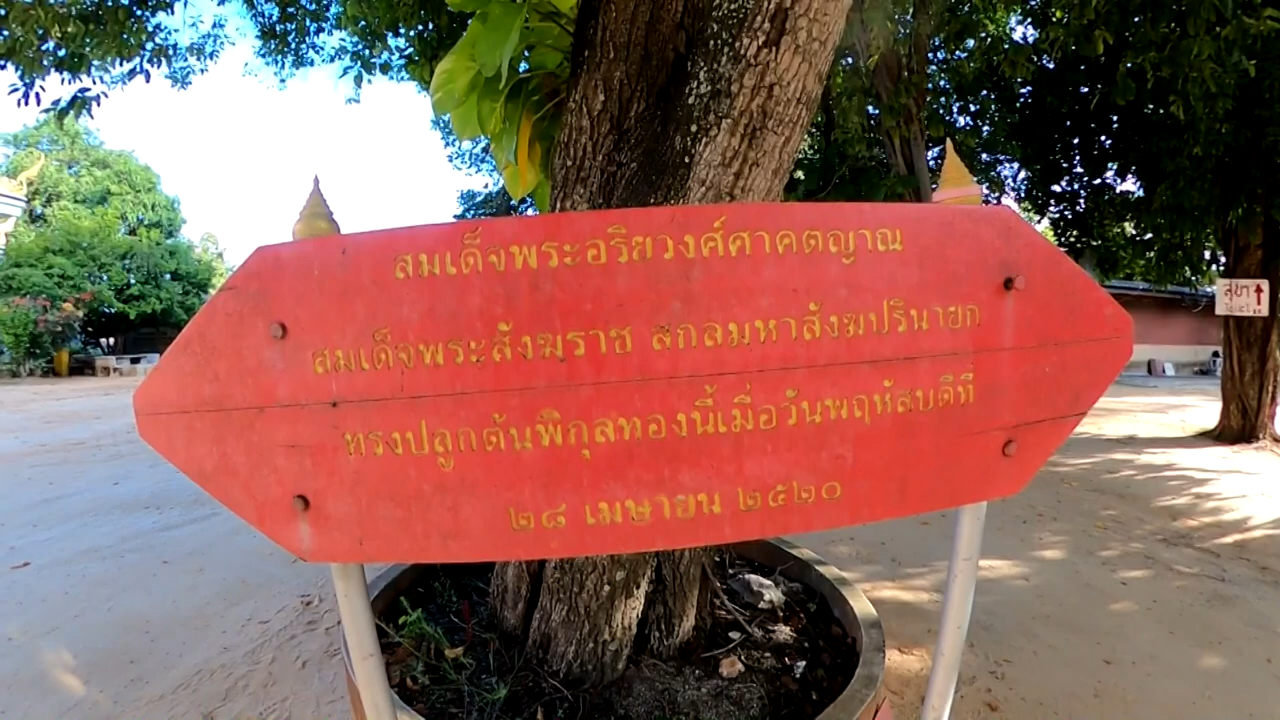 สมเด็จพระอริยวงศ์ศาคตญาณ
สมเด็จพระสังฆราช สกลมหาสังฆปรินายก
ทรงปลูกต้นพิกุลทองนี้เมื่อวันพฤหัสบดีที่
๒๘ เมษายน ๒๕๒๐
สุขา